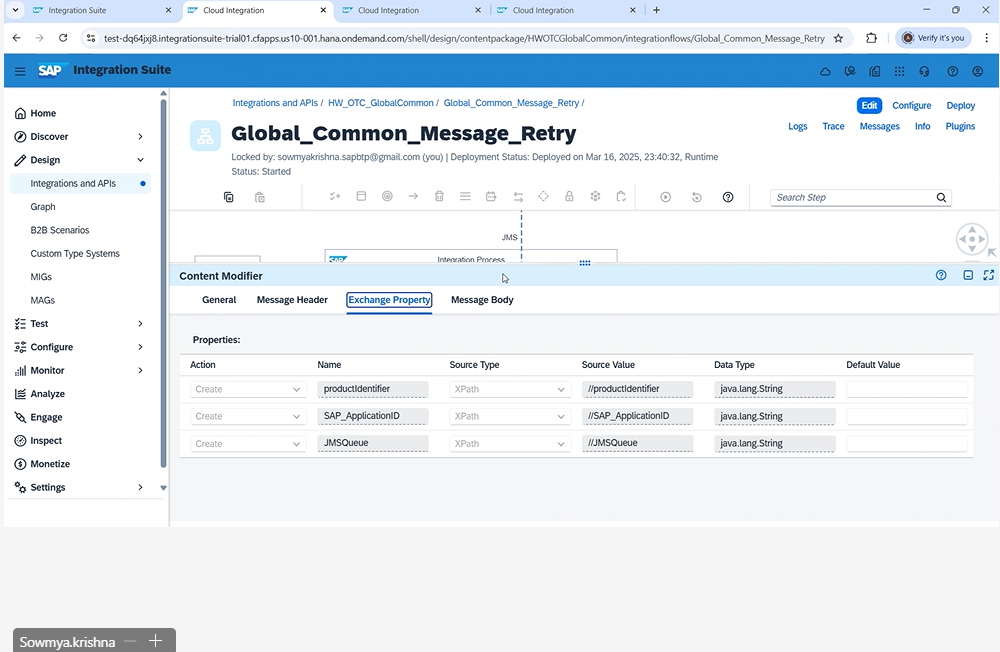 Integration Suite
Cloud Integration
Cloud Integration
Cloud Integration
test-dq64jxj8.integrationsuite-trial01.cfapps.us10-001.hana.ondemand.com/shell/design/contentpackage/HWOTCGlobalCommon/integrationflows/Global_Common_Message_Retry
Verify it's you
SAP Integration Suite
Home
Discover
Design
Integrations and APIs
Graph
B2B Scenarios
Custom Type Systems
MIGs
MAGs
Test
Configure
Monitor
Analyze
Engage
Inspect
Monetize
Settings
Integrations and APIs / HW_OTC_GlobalCommon / Global_Common_Message_Retry /
Edit Configure Deploy
Global_Common_Message_Retry
Logs Trace Messages Info Plugins
Locked by: sowmyakrishna.sapbtp@gmail.com (you) | Deployment Status: Deployed on Mar 16, 2025, 23:40:32, Runtime
Status: Started
Search Step
JMS
SAP Integration Process
Content Modifier
General Message Header Exchange Property Message Body
Properties:
Action Name Source Type Source Value Data Type Default Value
Create productIdentifier XPath //productIdentifier java.lang.String
Create SAP_ApplicationID XPath //SAP_ApplicationID java.lang.String
Create JMSQueue XPath //JMSQueue java.lang.String
Sowmya.krishna